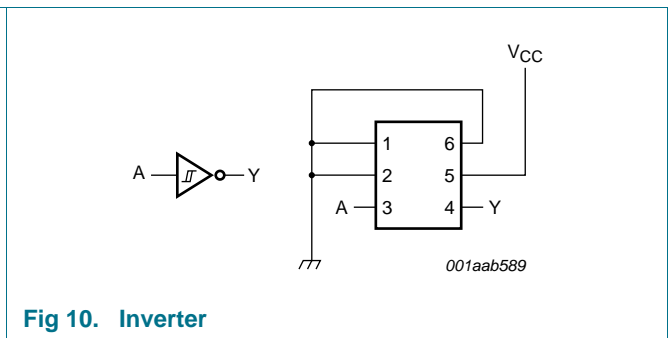 VCC
1 6
A Y 2 5
A 3 4 Y
001aab589
Fig 10. Inverter